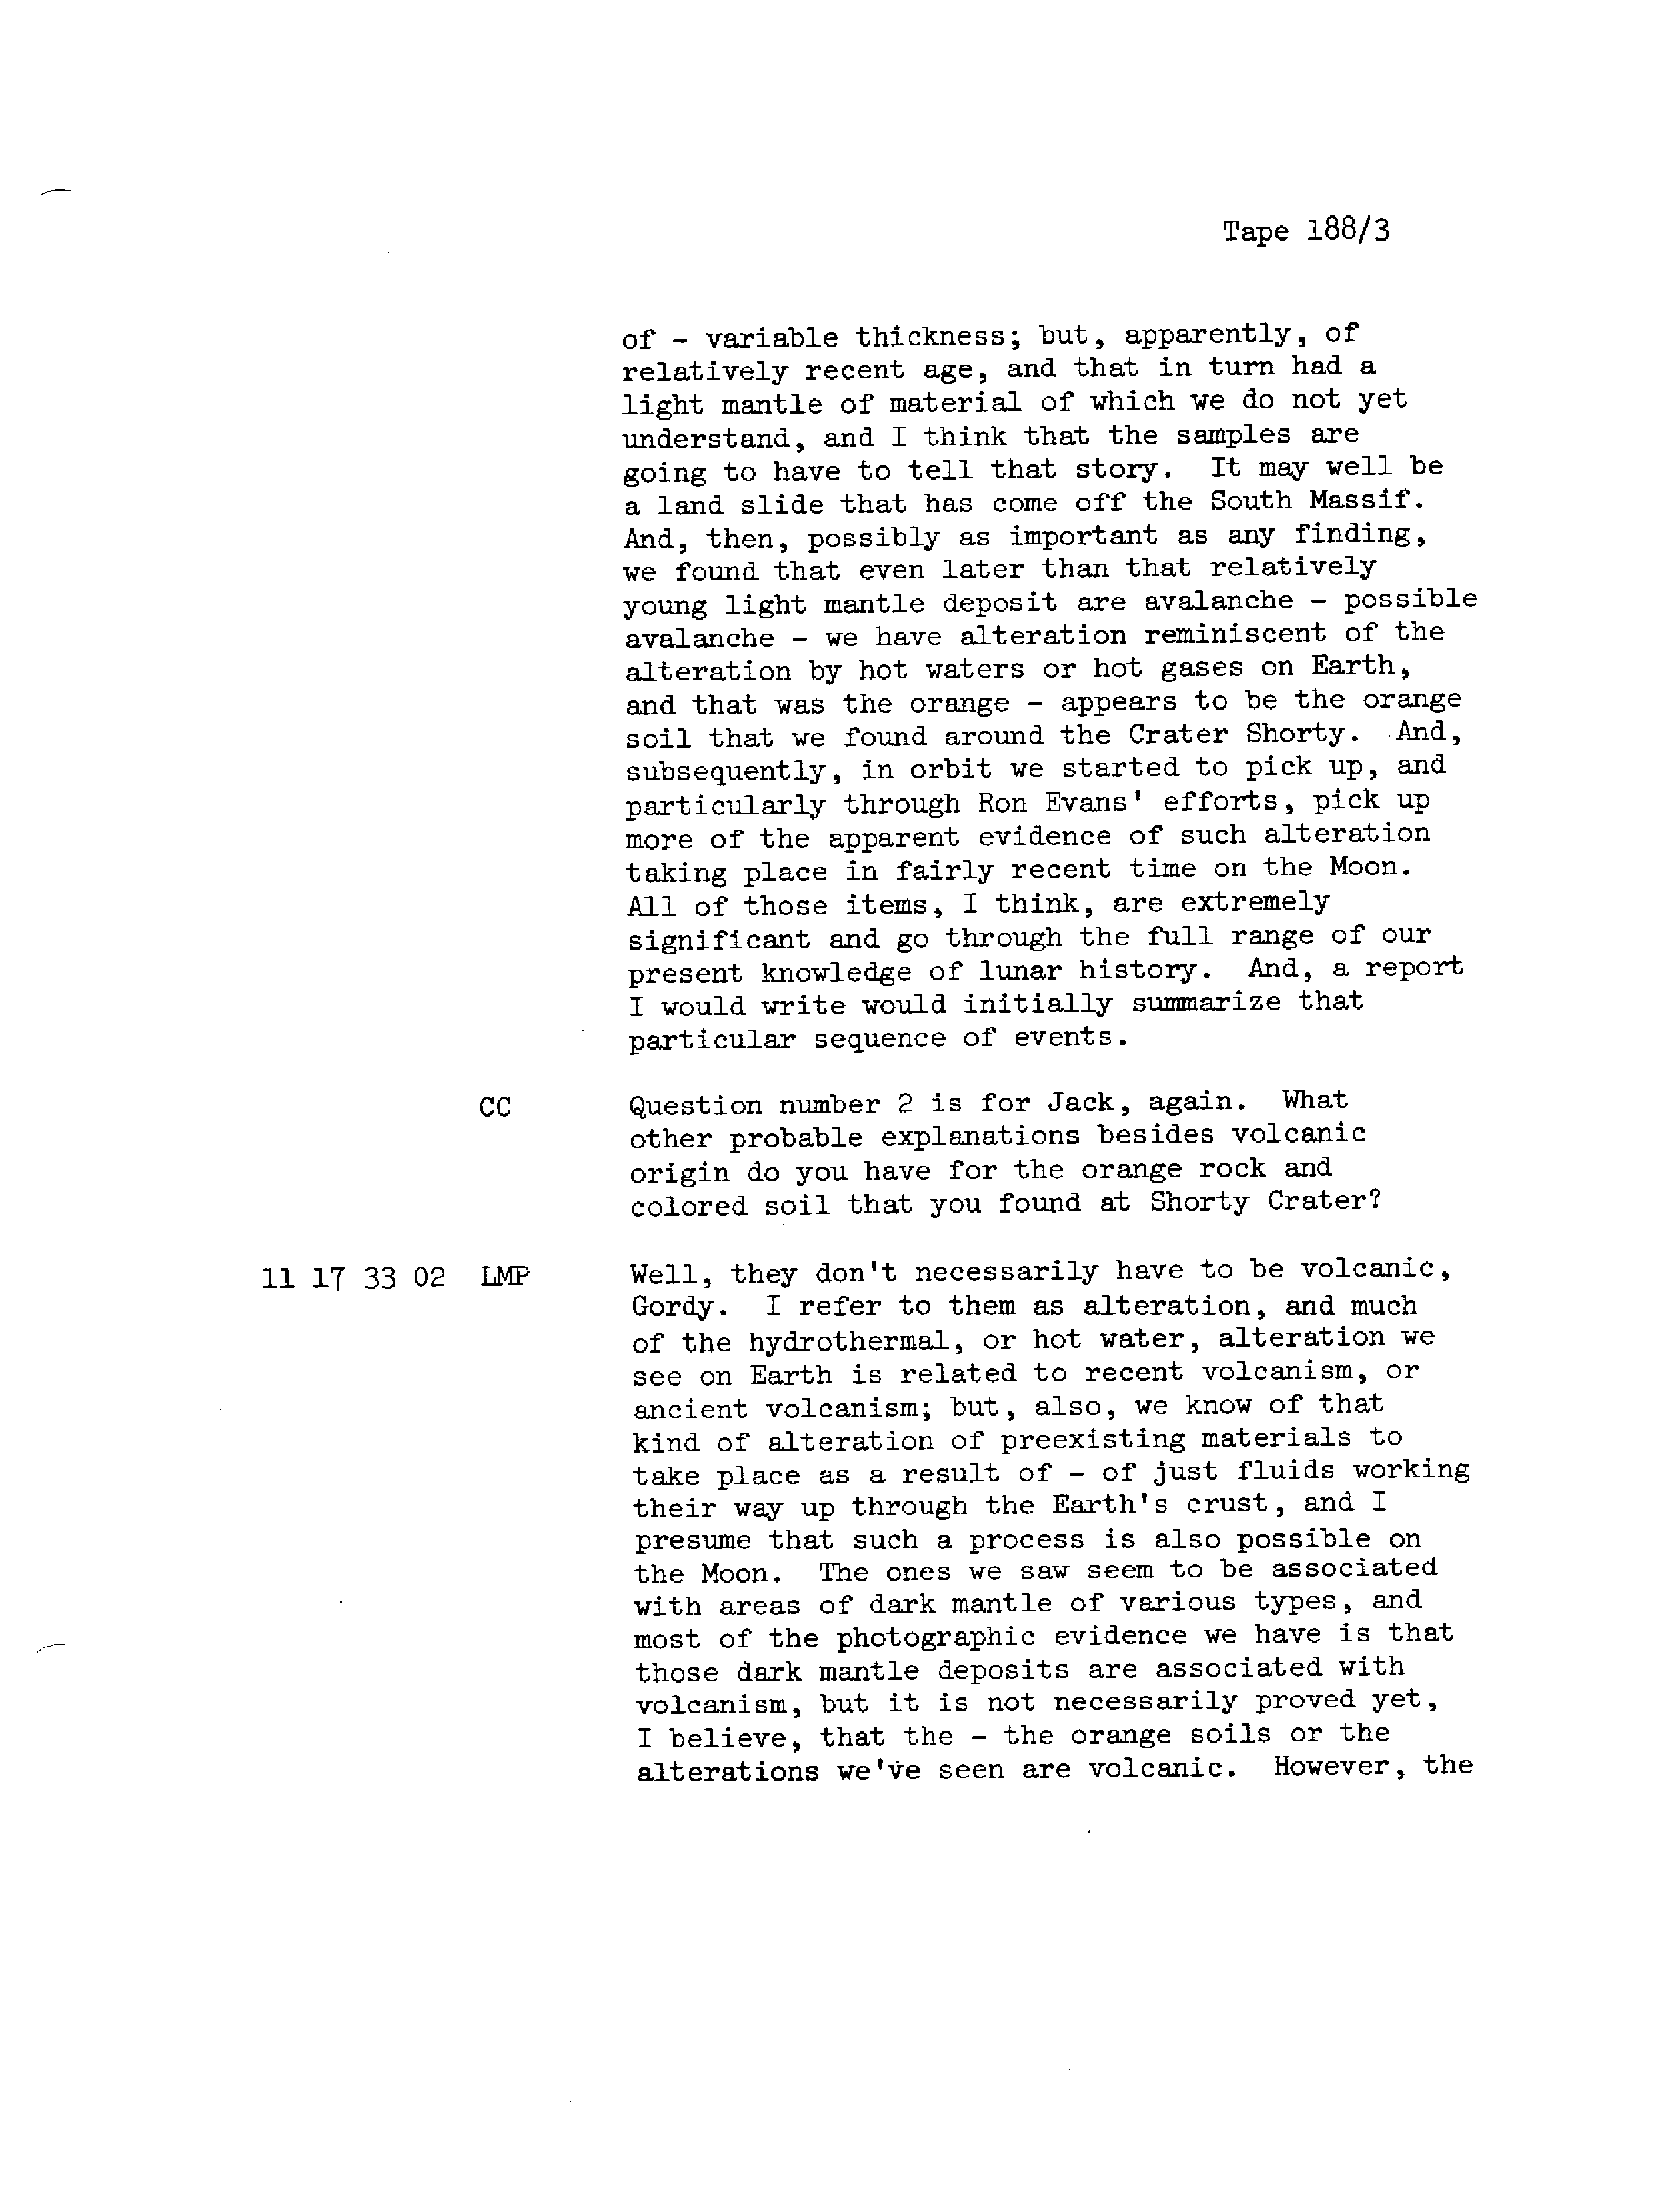 Tape 188/3
of - variable thickness; but, apparently, of
relatively recent age, and that in turn had a
light mantle of material of which we do not yet
understand, and I think that the samples are
going to have to tell that story. It may well be
a land slide that has come off the South Massif.
And, then, possibly as important as any finding,
we found that even later than that relatively
young light mantle deposit are avalanche - possible
avalanche - we have alteration reminiscent of the
alteration by hot waters or hot gases on Earth,
and that was the orange - appears to be the orange
soil that we found around the Crater Shorty. And,
subsequently, in orbit we started to pick up, and
particularly through Ron Evans' efforts, pick up
more of the apparent evidence of such alteration
taking place in fairly recent time on the Moon.
All of those items, I think, are extremely
significant and go through the full range of our
present knowledge of lunar history. And, a report
I would write would initially summarize that
particular sequence of events.
CC Question number 2 is for Jack, again. What
other probable explanations besides volcanic
origin do you have for the orange rock and
colored soil that you found at Shorty Crater?
11 17 33 02 LMP Well, they don't necessarily have to be volcanic,
Gordy. I refer to them as alteration, and much
of the hydrothermal, or hot water, alteration we
see on Earth is related to recent volcanism, or
ancient volcanism; but, also, we know of that
kind of alteration of preexisting materials to
take place as a result of - of just fluids working
their way up through the Earth's crust, and I
presume that such a process is also possible on
the Moon. The ones we saw seem to be associated
with areas of dark mantle of various types, and
most of the photographic evidence we have is that
those dark mantle deposits are associated with
volcanism, but it is not necessarily proved yet,
I believe, that the - the orange soils or the
alterations we've seen are volcanic. However, the